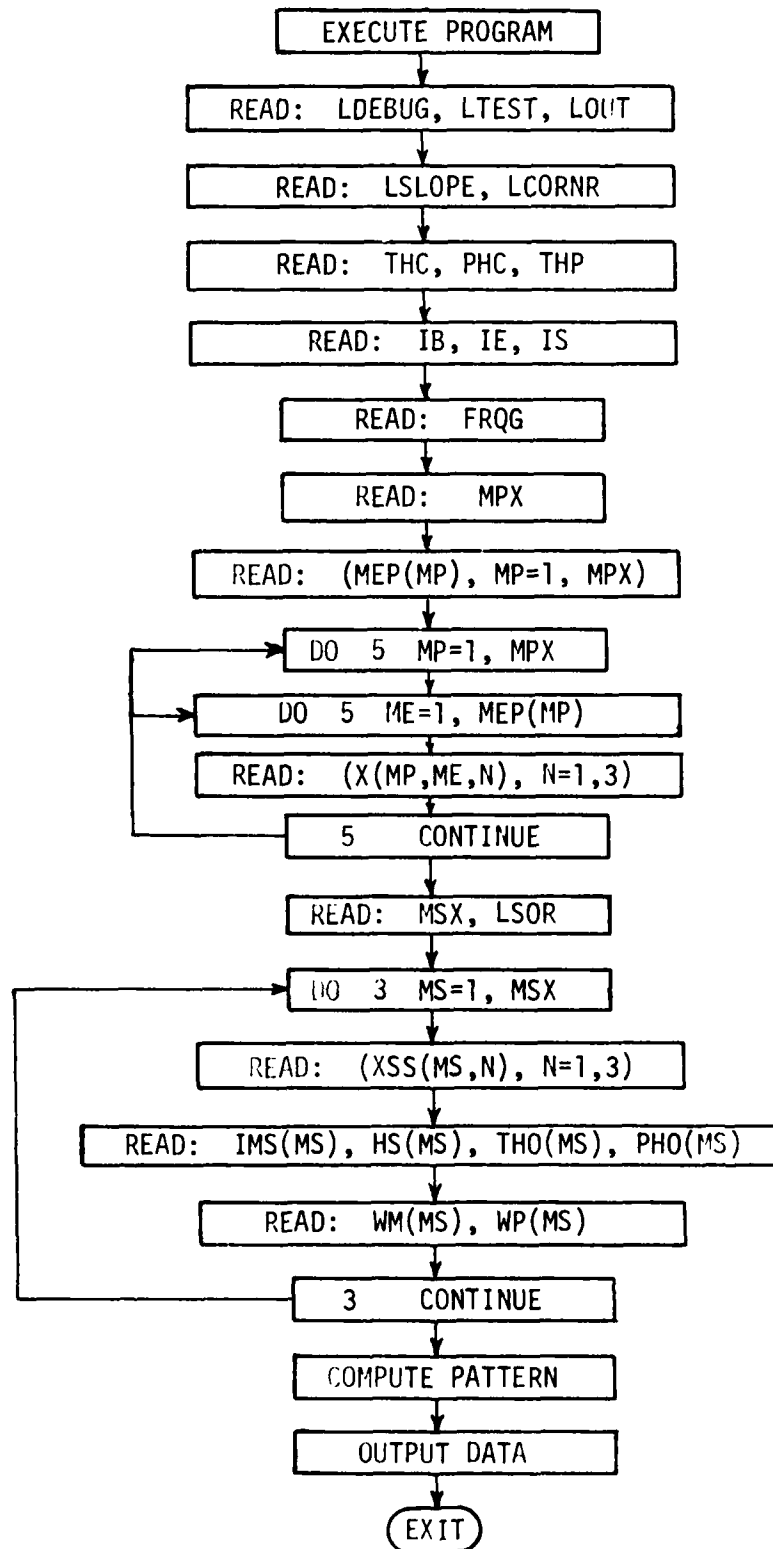 EXECUTE PROGRAM
READ: LDEBUG, LTEST, LOUT
READ: LSLOPE, LCORNR
READ: THC, PHC, THP
READ: IB, IE, IS
READ: FRQG
READ: MPX
READ: (MEP(MP), MP=1, MPX)
DO 5 MP=1, MPX
DO 5 ME=1, MEP(MP)
READ: (X(MP,ME,N), N=1,3)
5 CONTINUE
READ: MSX, LSOR
DO 3 MS=1, MSX
READ: (XSS(MS,N), N=1,3)
READ: IMS(MS), HS(MS), THO(MS), PHO(MS)
READ: WM(MS), WP(MS)
3 CONTINUE
COMPUTE PATTERN
OUTPUT DATA
EXIT